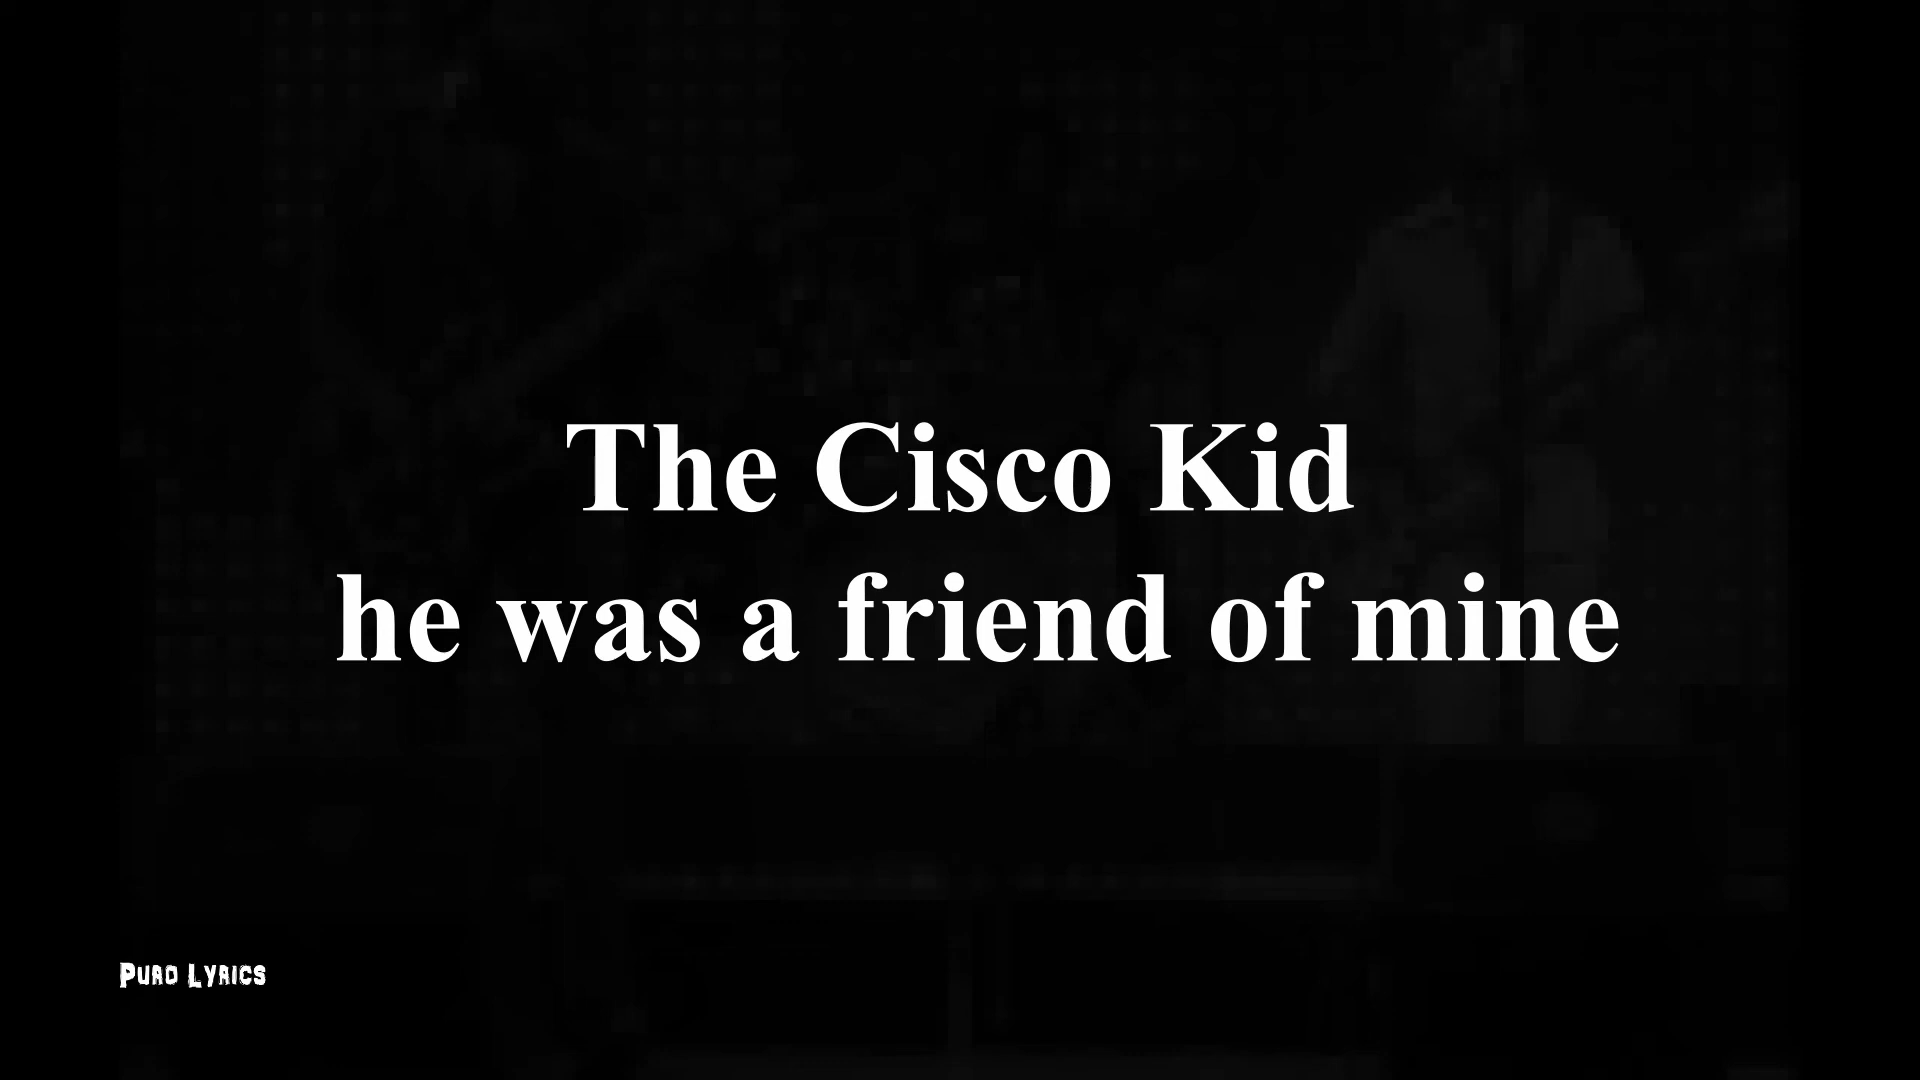 The Cisco Kid
he was a friend of mine
Puro Lyrics